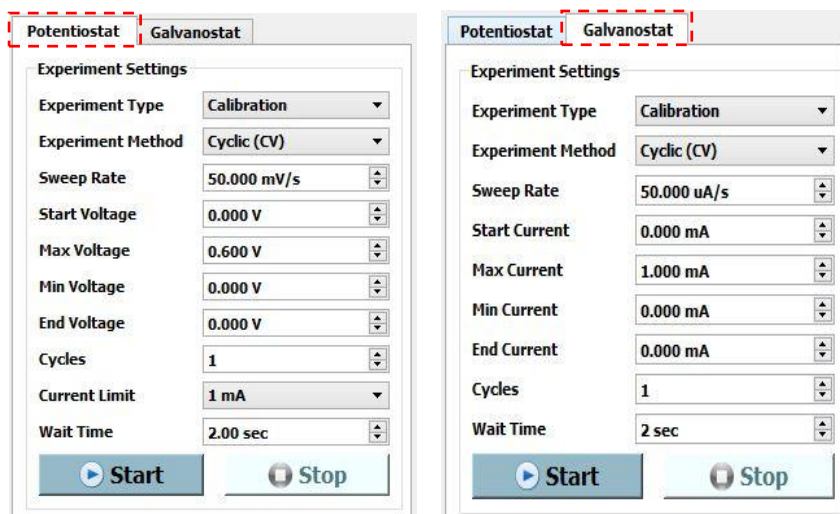 Potentiostat Galvanostat
Experiment Settings
Experiment Type Calibration
Experiment Method Cyclic (CV)
Sweep Rate 50.000 mV/s
Start Voltage 0.000 V
Max Voltage 0.600 V
Min Voltage 0.000 V
End Voltage 0.000 V
Cycles 1
Current Limit 1 mA
Wait Time 2.00 sec
Start Stop
Potentiostat Galvanostat
Experiment Settings
Experiment Type Calibration
Experiment Method Cyclic (CV)
Sweep Rate 50.000 uA/s
Start Current 0.000 mA
Max Current 1.000 mA
Min Current 0.000 mA
End Current 0.000 mA
Cycles 1
Wait Time 2 sec
Start Stop